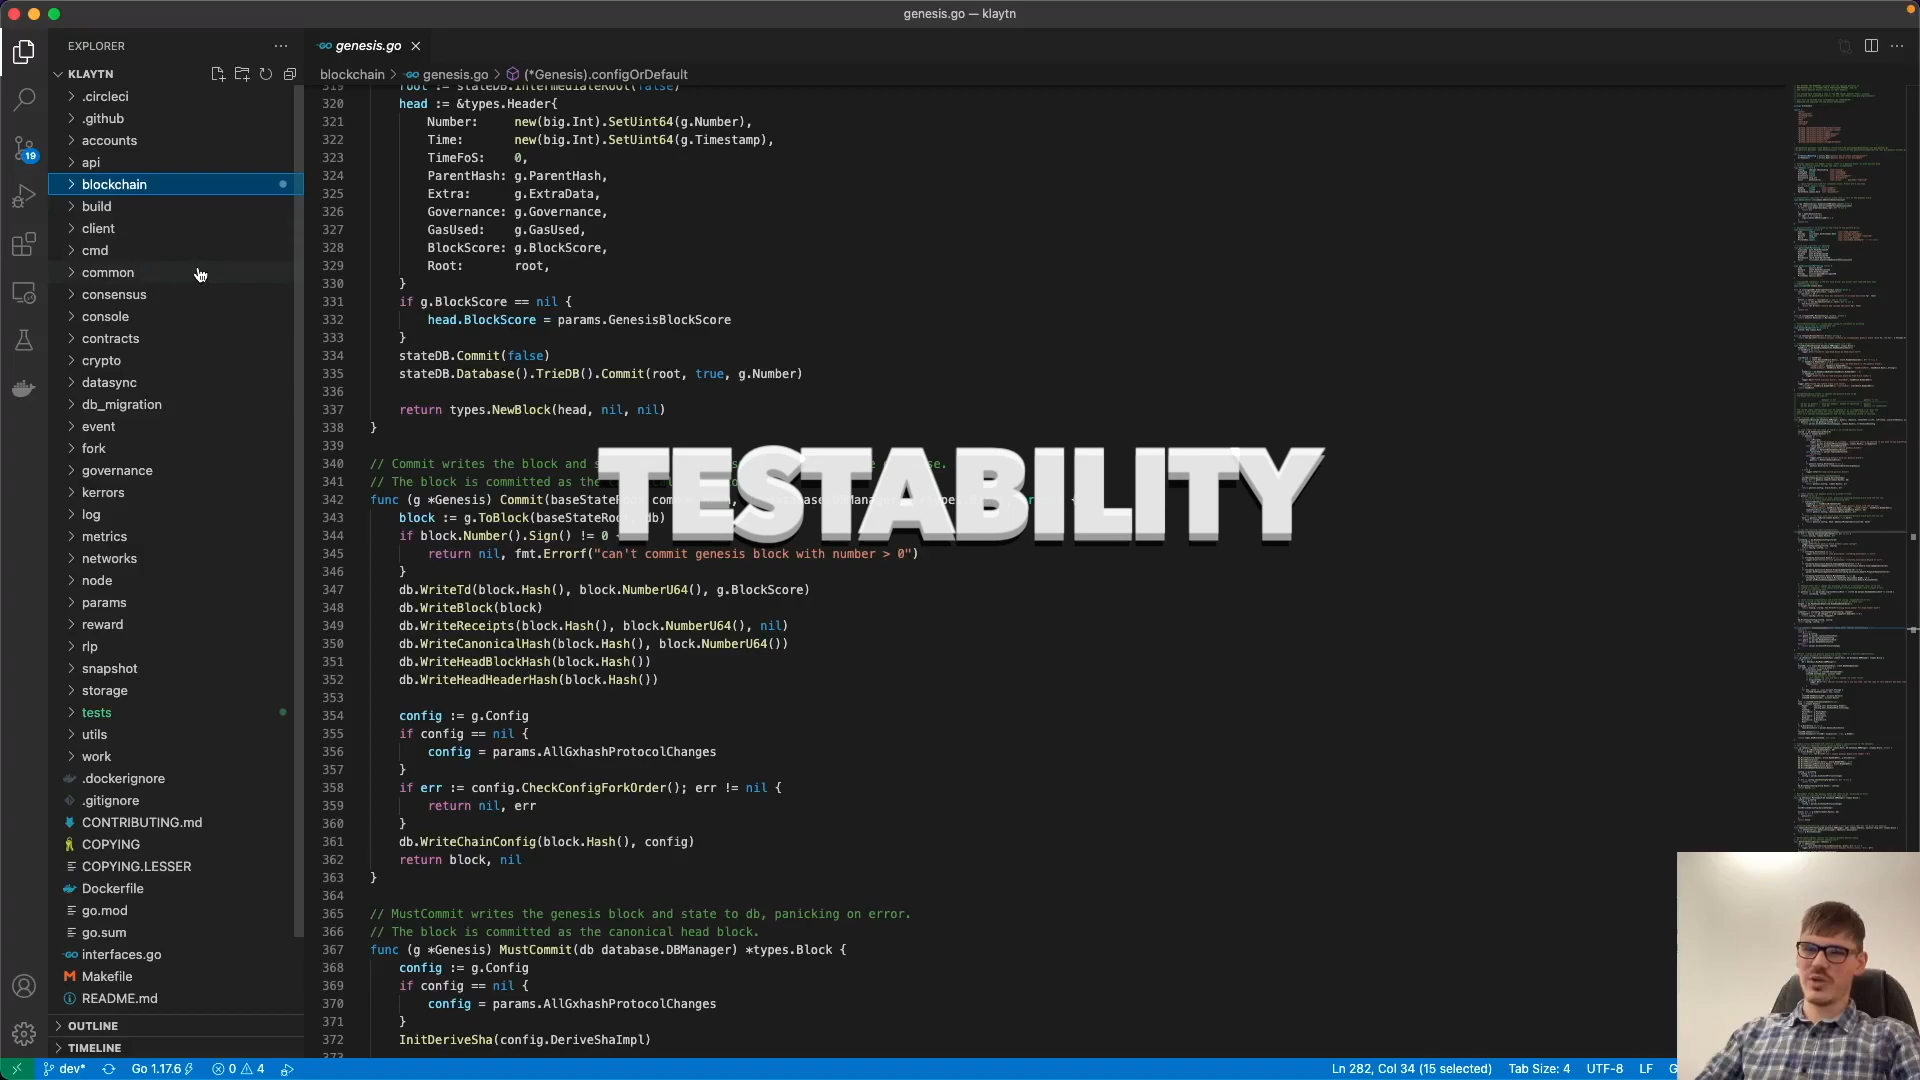 genesis.go — klaytn
EXPLORER
KLAYTN
.circleci
.github
accounts
api
blockchain
build
client
cmd
common
consensus
console
contracts
crypto
datasync
db_migration
event
fork
governance
kerrors
log
metrics
networks
node
params
reward
rlp
snapshot
storage
tests
utils
work
.dockerignore
.gitignore
CONTRIBUTING.md
COPYING
COPYING.LESSER
Dockerfile
go.mod
go.sum
interfaces.go
Makefile
README.md
OUTLINE
TIMELINE
19
genesis.go
blockchain > genesis.go > (*Genesis).configOrDefault
319 root := stateDB.IntermediateRoot(false)
320 head := &types.Header{
321 Number: new(big.Int).SetUint64(g.Number),
322 Time: new(big.Int).SetUint64(g.Timestamp),
323 TimeFoS: 0,
324 ParentHash: g.ParentHash,
325 Extra: g.ExtraData,
326 Governance: g.Governance,
327 GasUsed: g.GasUsed,
328 BlockScore: g.BlockScore,
329 Root: root,
330 }
331 if g.BlockScore == nil {
332 head.BlockScore = params.GenesisBlockScore
333 }
334 stateDB.Commit(false)
335 stateDB.Database().TrieDB().Commit(root, true, g.Number)
336
337 return types.NewBlock(head, nil, nil)
338 }
339
340 // Commit writes the block and
341 // The block is committed as the
342 func (g *Genesis) Commit(baseStateRo
343 block := g.ToBlock(baseStateRoo db)
344 if block.Number().Sign() != 0
345 return nil, fmt.Errorf("can't commit genesis block with number > 0")
346 }
347 db.WriteTd(block.Hash(), block.NumberU64(), g.BlockScore)
348 db.WriteBlock(block)
349 db.WriteReceipts(block.Hash(), block.NumberU64(), nil)
350 db.WriteCanonicalHash(block.Hash(), block.NumberU64())
351 db.WriteHeadBlockHash(block.Hash())
352 db.WriteHeadHeaderHash(block.Hash())
353
354 config := g.Config
355 if config == nil {
356 config = params.AllGxhashProtocolChanges
357 }
358 if err := config.CheckConfigForkOrder(); err != nil {
359 return nil, err
360 }
361 db.WriteChainConfig(block.Hash(), config)
362 return block, nil
363 }
364
365 // MustCommit writes the genesis block and state to db, panicking on error.
366 // The block is committed as the canonical head block.
367 func (g *Genesis) MustCommit(db database.DBManager) *types.Block {
368 config := g.Config
369 if config == nil {
370 config = params.AllGxhashProtocolChanges
371 }
372 InitDeriveSha(config.DeriveShaImpl)
373
TESTABILITY
dev* Go 1.17.6 0 4 Ln 282, Col 34 (15 selected) Tab Size: 4 UTF-8 LF